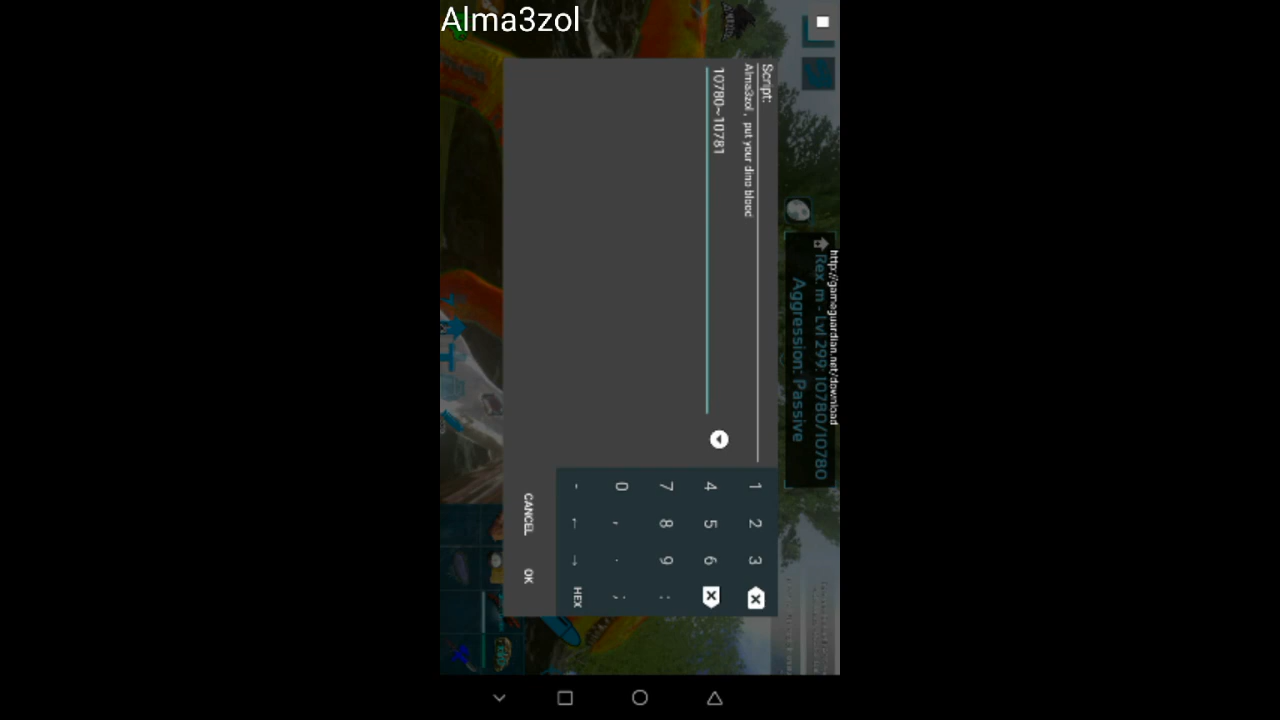 Alma3zol
http://gameguardian.net/download
Rex. m - Lvl 299: 10780/10780
Aggression: Passive
Script:
Alma3zol , put your dino blood
10780~10781
1 2 3
4 5 6
7 8 9 :
0 , . ;
- ← → HEX
CANCEL OK